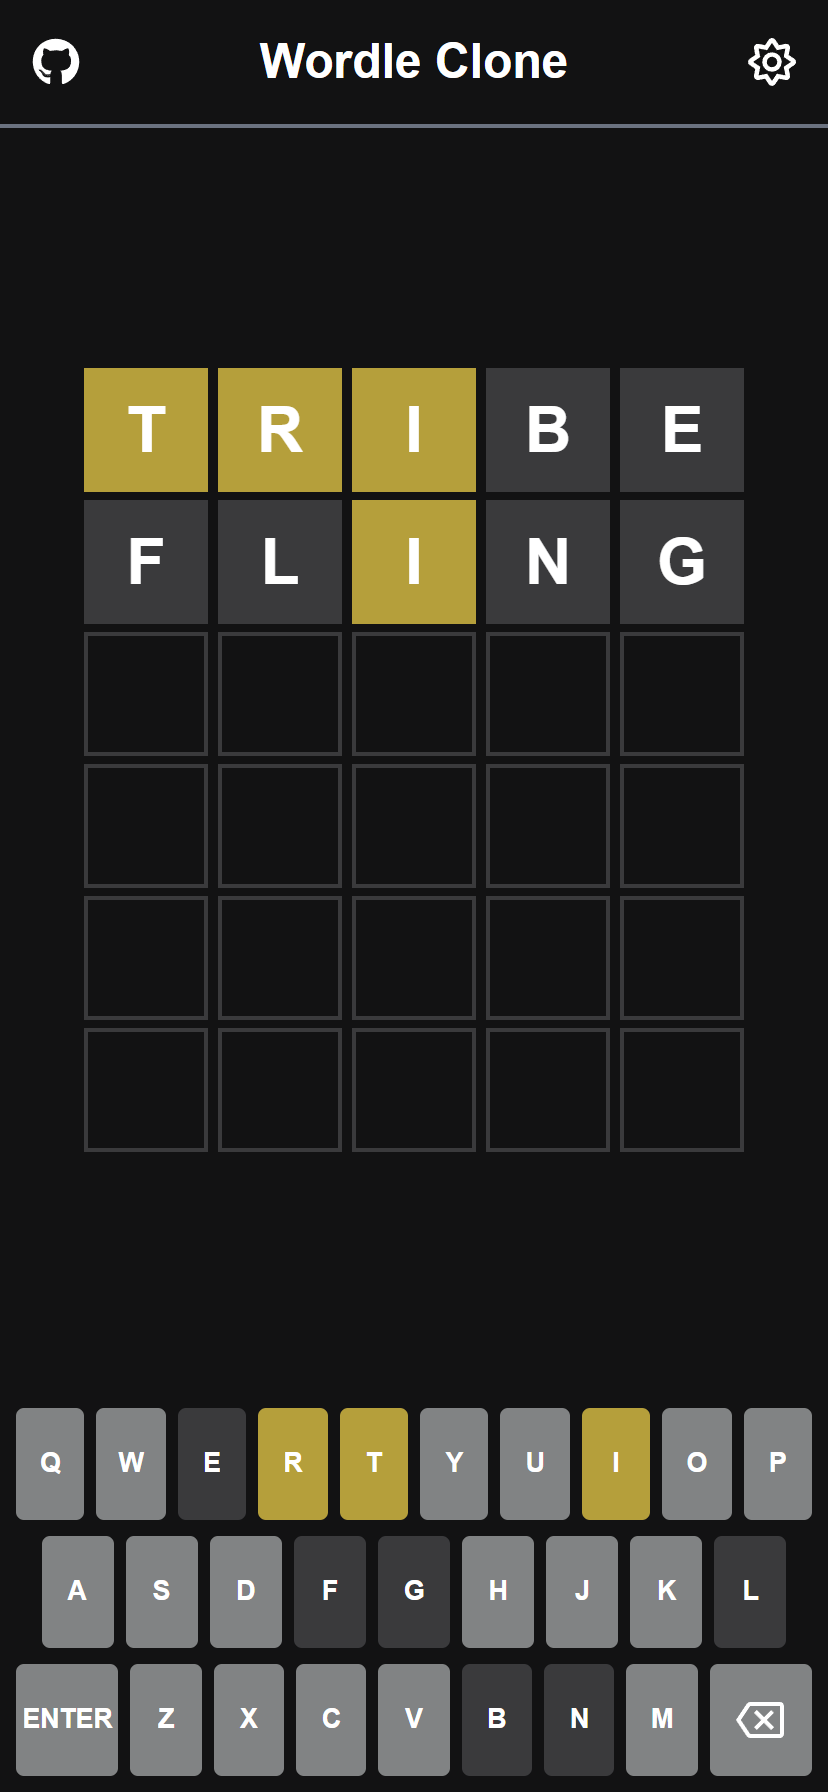 Wordle Clone
T R I B E
F L I N G
Q W E R T Y U I O P
A S D F G H J K L
ENTER Z X C V B N M